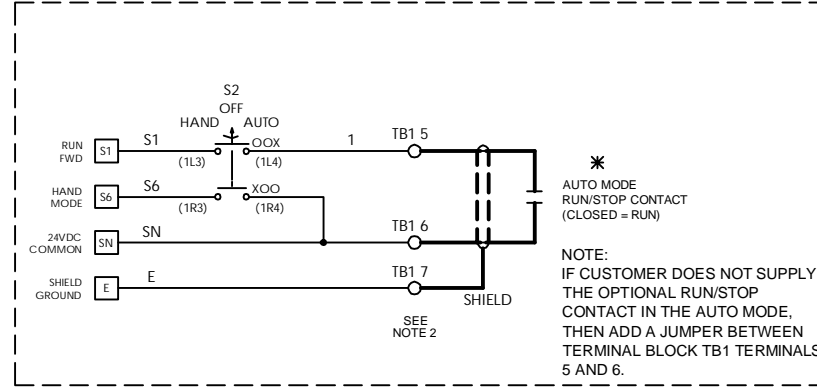 S2
OFF
HAND AUTO
RUN
FWD
S1
S1
(1L3)
OOX
(1L4)
1
TB1 5
HAND
MODE
S6
S6
(1R3)
XOO
(1R4)
24VDC
COMMON
SN
SN
TB1 6
SHIELD
GROUND
E
E
TB1 7
SHIELD
SEE
NOTE 2
AUTO MODE
RUN/STOP CONTACT
(CLOSED = RUN)
NOTE:
IF CUSTOMER DOES NOT SUPPLY
THE OPTIONAL RUN/STOP
CONTACT IN THE AUTO MODE,
THEN ADD A JUMPER BETWEEN
TERMINAL BLOCK TB1 TERMINALS
5 AND 6.